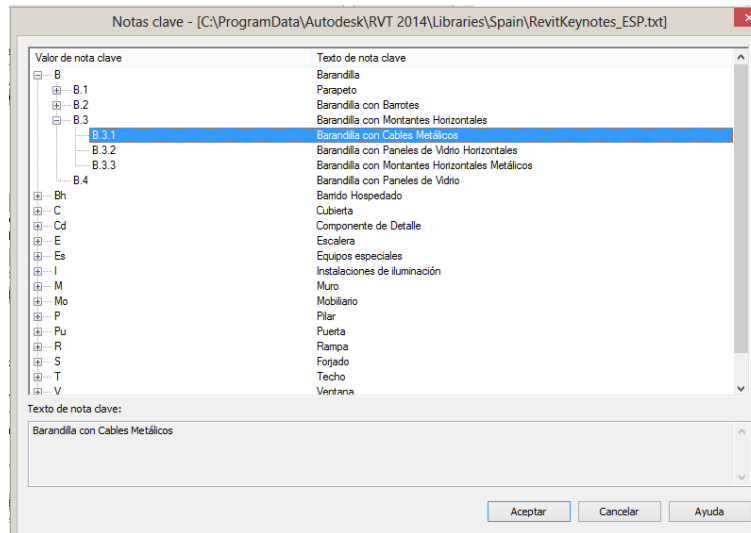 Notas clave - [C:\ProgramData\Autodesk\RVT 2014\Libraries\Spain\RevitKeynotes_ESP.txt]
Valor de nota clave Texto de nota clave
B Barandilla
B.1 Parapeto
B.2 Barandilla con Barrotes
B.3 Barandilla con Montantes Horizontales
B.3.1 Barandilla con Cables Metálicos
B.3.2 Barandilla con Paneles de Vidrio Horizontales
B.3.3 Barandilla con Montantes Horizontales Metálicos
B.4 Barandilla con Paneles de Vidrio
Bh Barrido Hospedado
C Cubierta
Cd Componente de Detalle
E Escalera
Es Equipos especiales
I Instalaciones de iluminación
M Muro
Mo Mobiliario
P Pilar
Pu Puerta
R Rampa
S Forjado
T Techo
V Ventana
Texto de nota clave:
Barandilla con Cables Metálicos
Aceptar Cancelar Ayuda